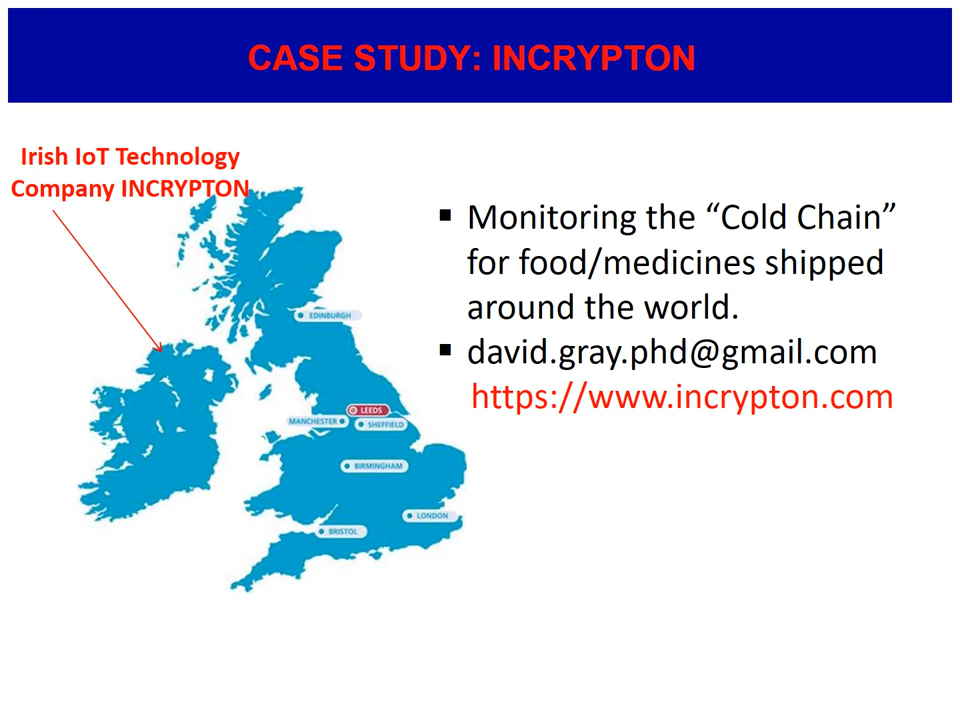 CASE STUDY: INCRYPTON
Irish IoT Technology
Company INCRYPTON
▪ Monitoring the “Cold Chain”
for food/medicines shipped
around the world.
▪ david.gray.phd@gmail.com
https://www.incrypton.com
EDINBURGH
LEEDS
MANCHESTER
SHEFFIELD
BIRMINGHAM
LONDON
BRISTOL